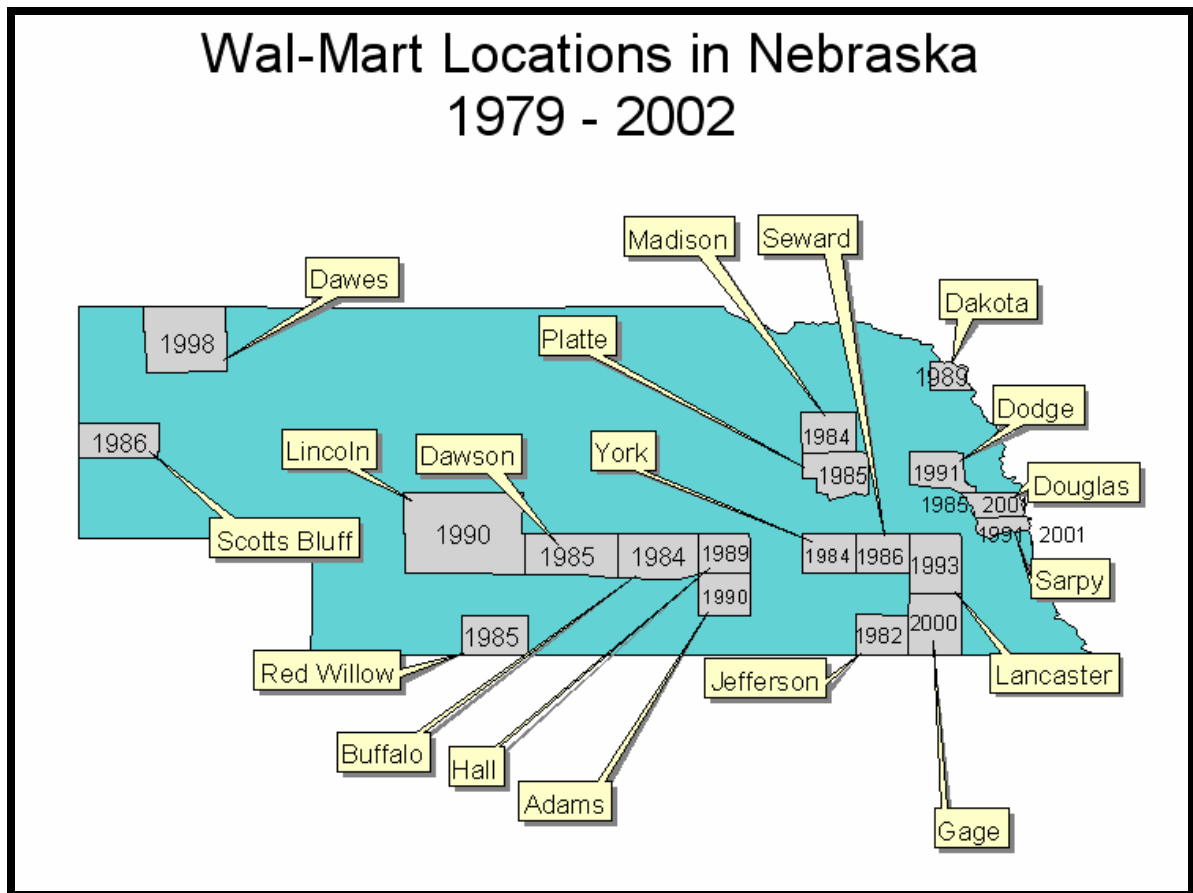 Wal-Mart Locations in Nebraska
1979 - 2002
Madison
Seward
Dawes
Dakota
1998
Platte
1989
Dodge
1986
Lincoln
Dawson
York
1984
1985
1991
Douglas
1985
Scotts Bluff
1990
1985
1984
1989
1984
1986
1993
1991
2001
Sarpy
1990
Red Willow
1985
Jefferson
1982
2000
Lancaster
Buffalo
Hall
Adams
Gage